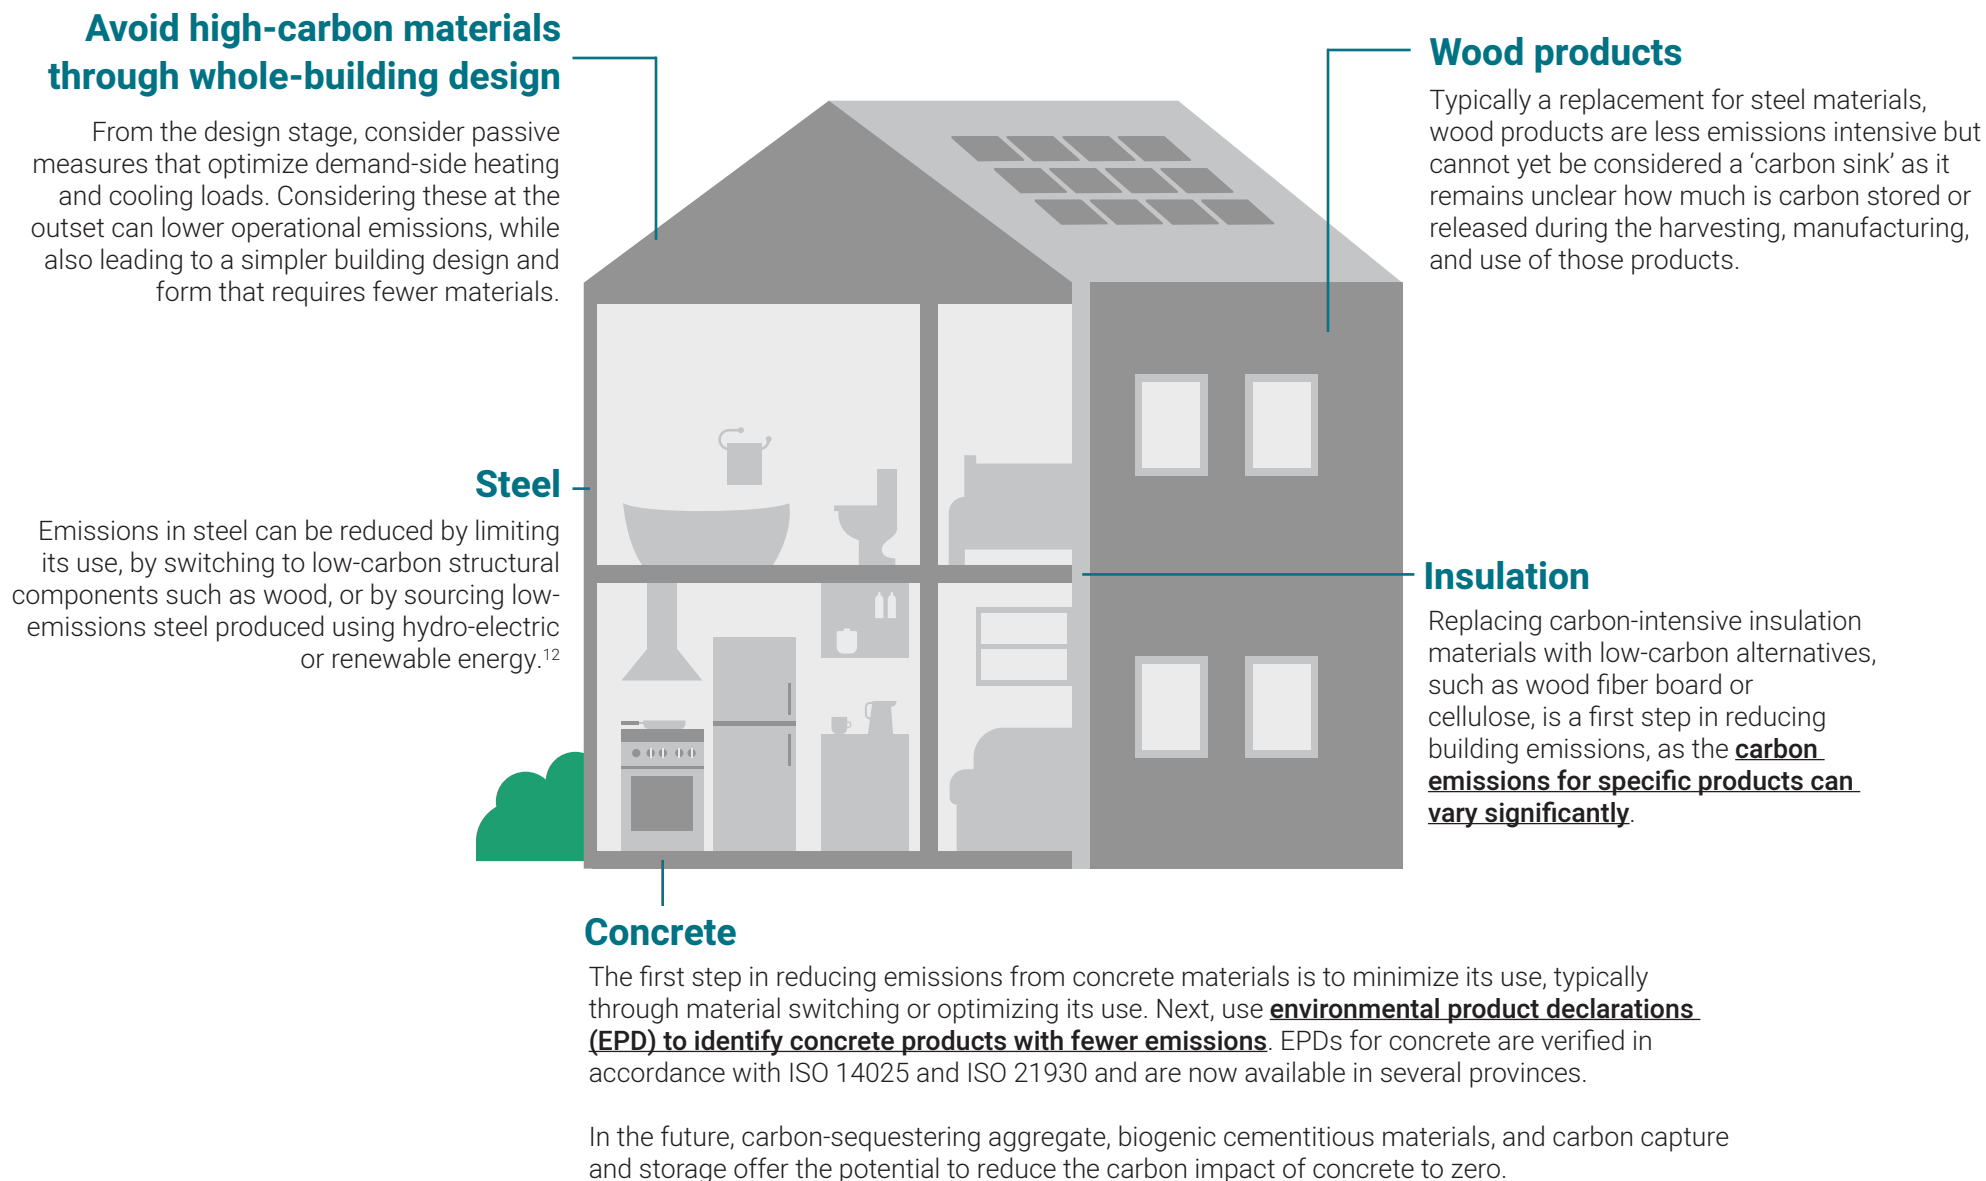 Avoid high-carbon materials
through whole-building design
From the design stage, consider passive
measures that optimize demand-side heating
and cooling loads. Considering these at the
outset can lower operational emissions, while
also leading to a simpler building design and
form that requires fewer materials.
Wood products
Typically a replacement for steel materials,
wood products are less emissions intensive but
cannot yet be considered a ‘carbon sink’ as it
remains unclear how much is carbon stored or
released during the harvesting, manufacturing,
and use of those products.
Steel
Emissions in steel can be reduced by limiting
its use, by switching to low-carbon structural
components such as wood, or by sourcing low-
emissions steel produced using hydro-electric
or renewable energy.12
Insulation
Replacing carbon-intensive insulation
materials with low-carbon alternatives,
such as wood fiber board or
cellulose, is a first step in reducing
building emissions, as the carbon
emissions for specific products can
vary significantly.
Concrete
The first step in reducing emissions from concrete materials is to minimize its use, typically
through material switching or optimizing its use. Next, use environmental product declarations
(EPD) to identify concrete products with fewer emissions. EPDs for concrete are verified in
accordance with ISO 14025 and ISO 21930 and are now available in several provinces.
In the future, carbon-sequestering aggregate, biogenic cementitious materials, and carbon capture
and storage offer the potential to reduce the carbon impact of concrete to zero.